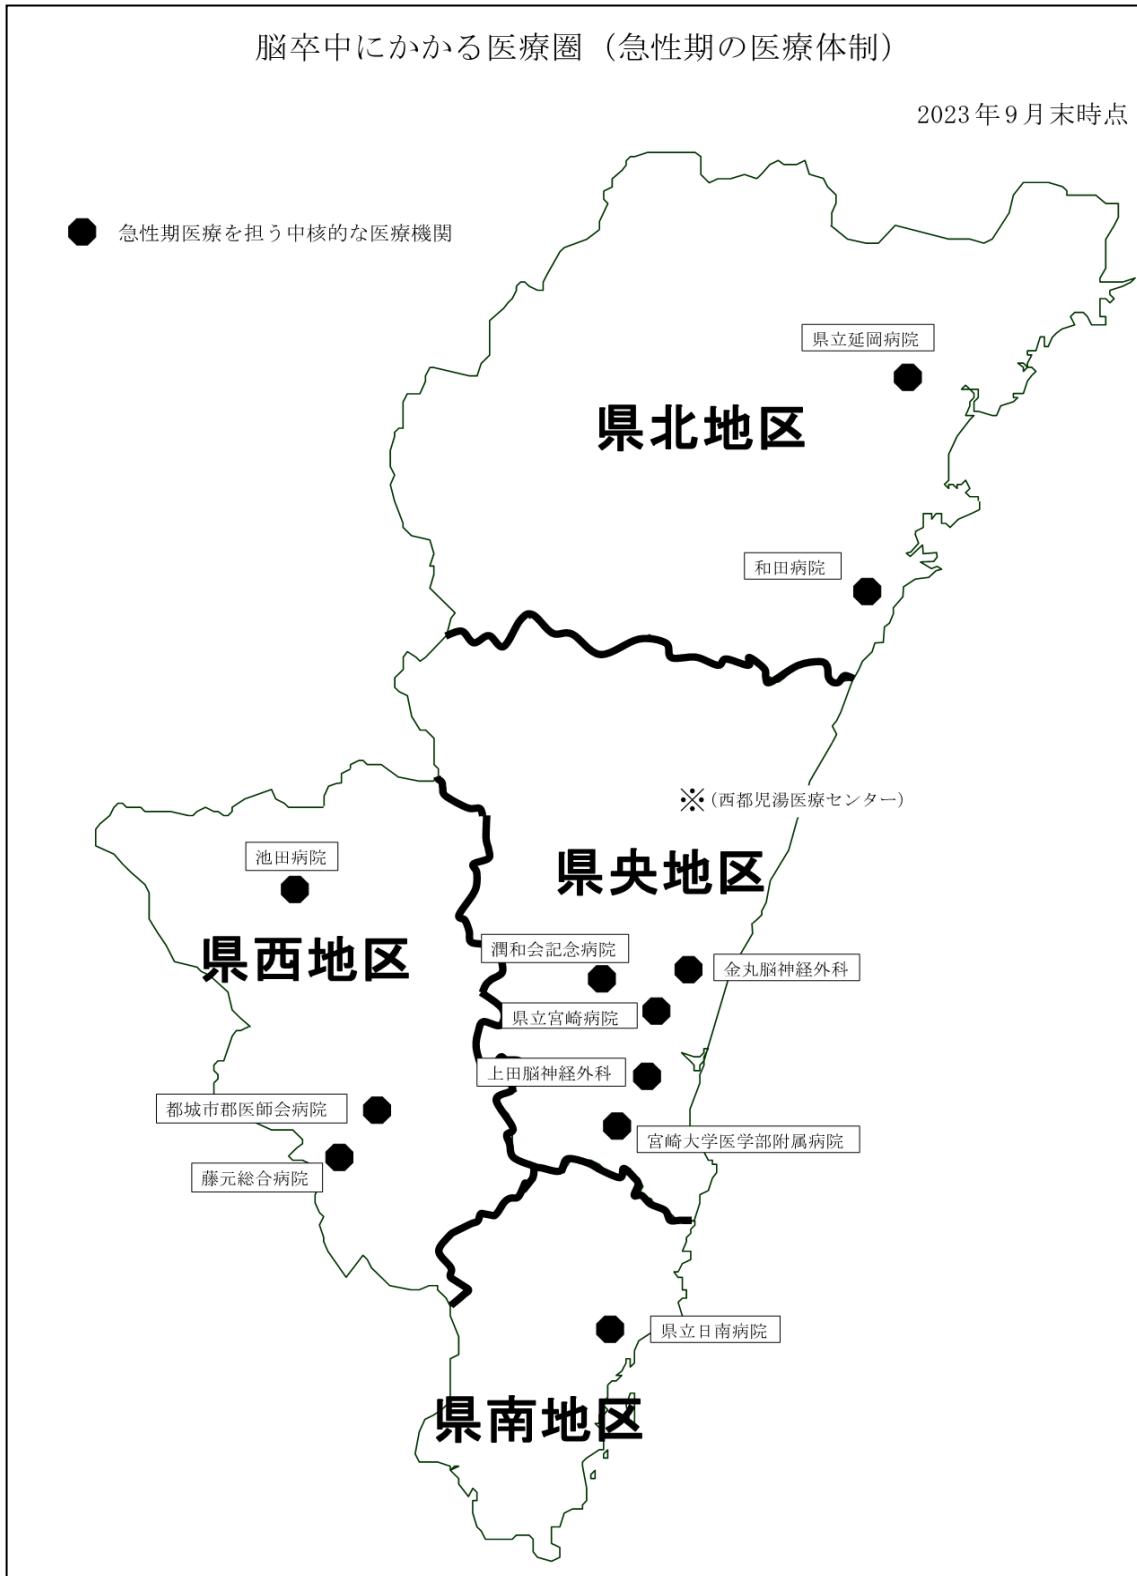 脳卒中にかかる医療圏（急性期の医療体制）
2023年9月末時点
急性期医療を担う中核的な医療機関
県立延岡病院
県北地区
和田病院
※（西都児湯医療センター）
池田病院
県央地区
県西地区
潤和会記念病院
金丸脳神経外科
県立宮崎病院
上田脳神経外科
都城市郡医師会病院
宮崎大学医学部附属病院
藤元総合病院
県立日南病院
県南地区